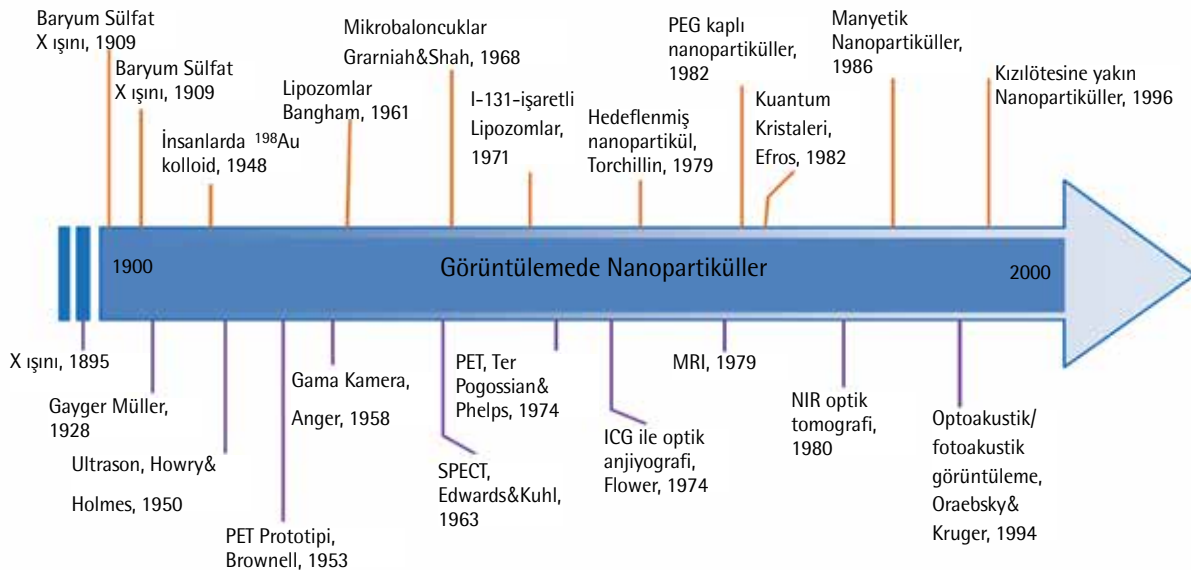 Baryum Sülfat
X ışını, 1909
Baryum Sülfat
X ışını, 1909
İnsanlarda ¹⁹⁸Au
kolloid, 1948
Lipozomlar
Bangham, 1961
Mikrobaloncuklar
Grarniah&Shah, 1968
I-131-işaretli
Lipozomlar,
1971
Hedeflenmiş
nanopartikül,
Torchillin, 1979
PEG kaplı
nanopartiküller,
1982
Kuantum
Kristaleri,
Efros, 1982
Manyetik
Nanopartiküller,
1986
Kızılötesine yakın
Nanopartiküller, 1996
1900
Görüntülemede Nanopartiküller
2000
X ışını, 1895
Gayger Müller,
1928
Ultrason, Howry&
Holmes, 1950
PET Prototipi,
Brownell, 1953
Gama Kamera,
Anger, 1958
SPECT,
Edwards&Kuhl,
1963
PET, Ter
Pogossian&
Phelps, 1974
ICG ile optik
anjiyografi,
Flower, 1974
MRI, 1979
NIR optik
tomografi,
1980
Optoakustik/
fotoakustik
görüntüleme,
Oraebsky&
Kruger, 1994